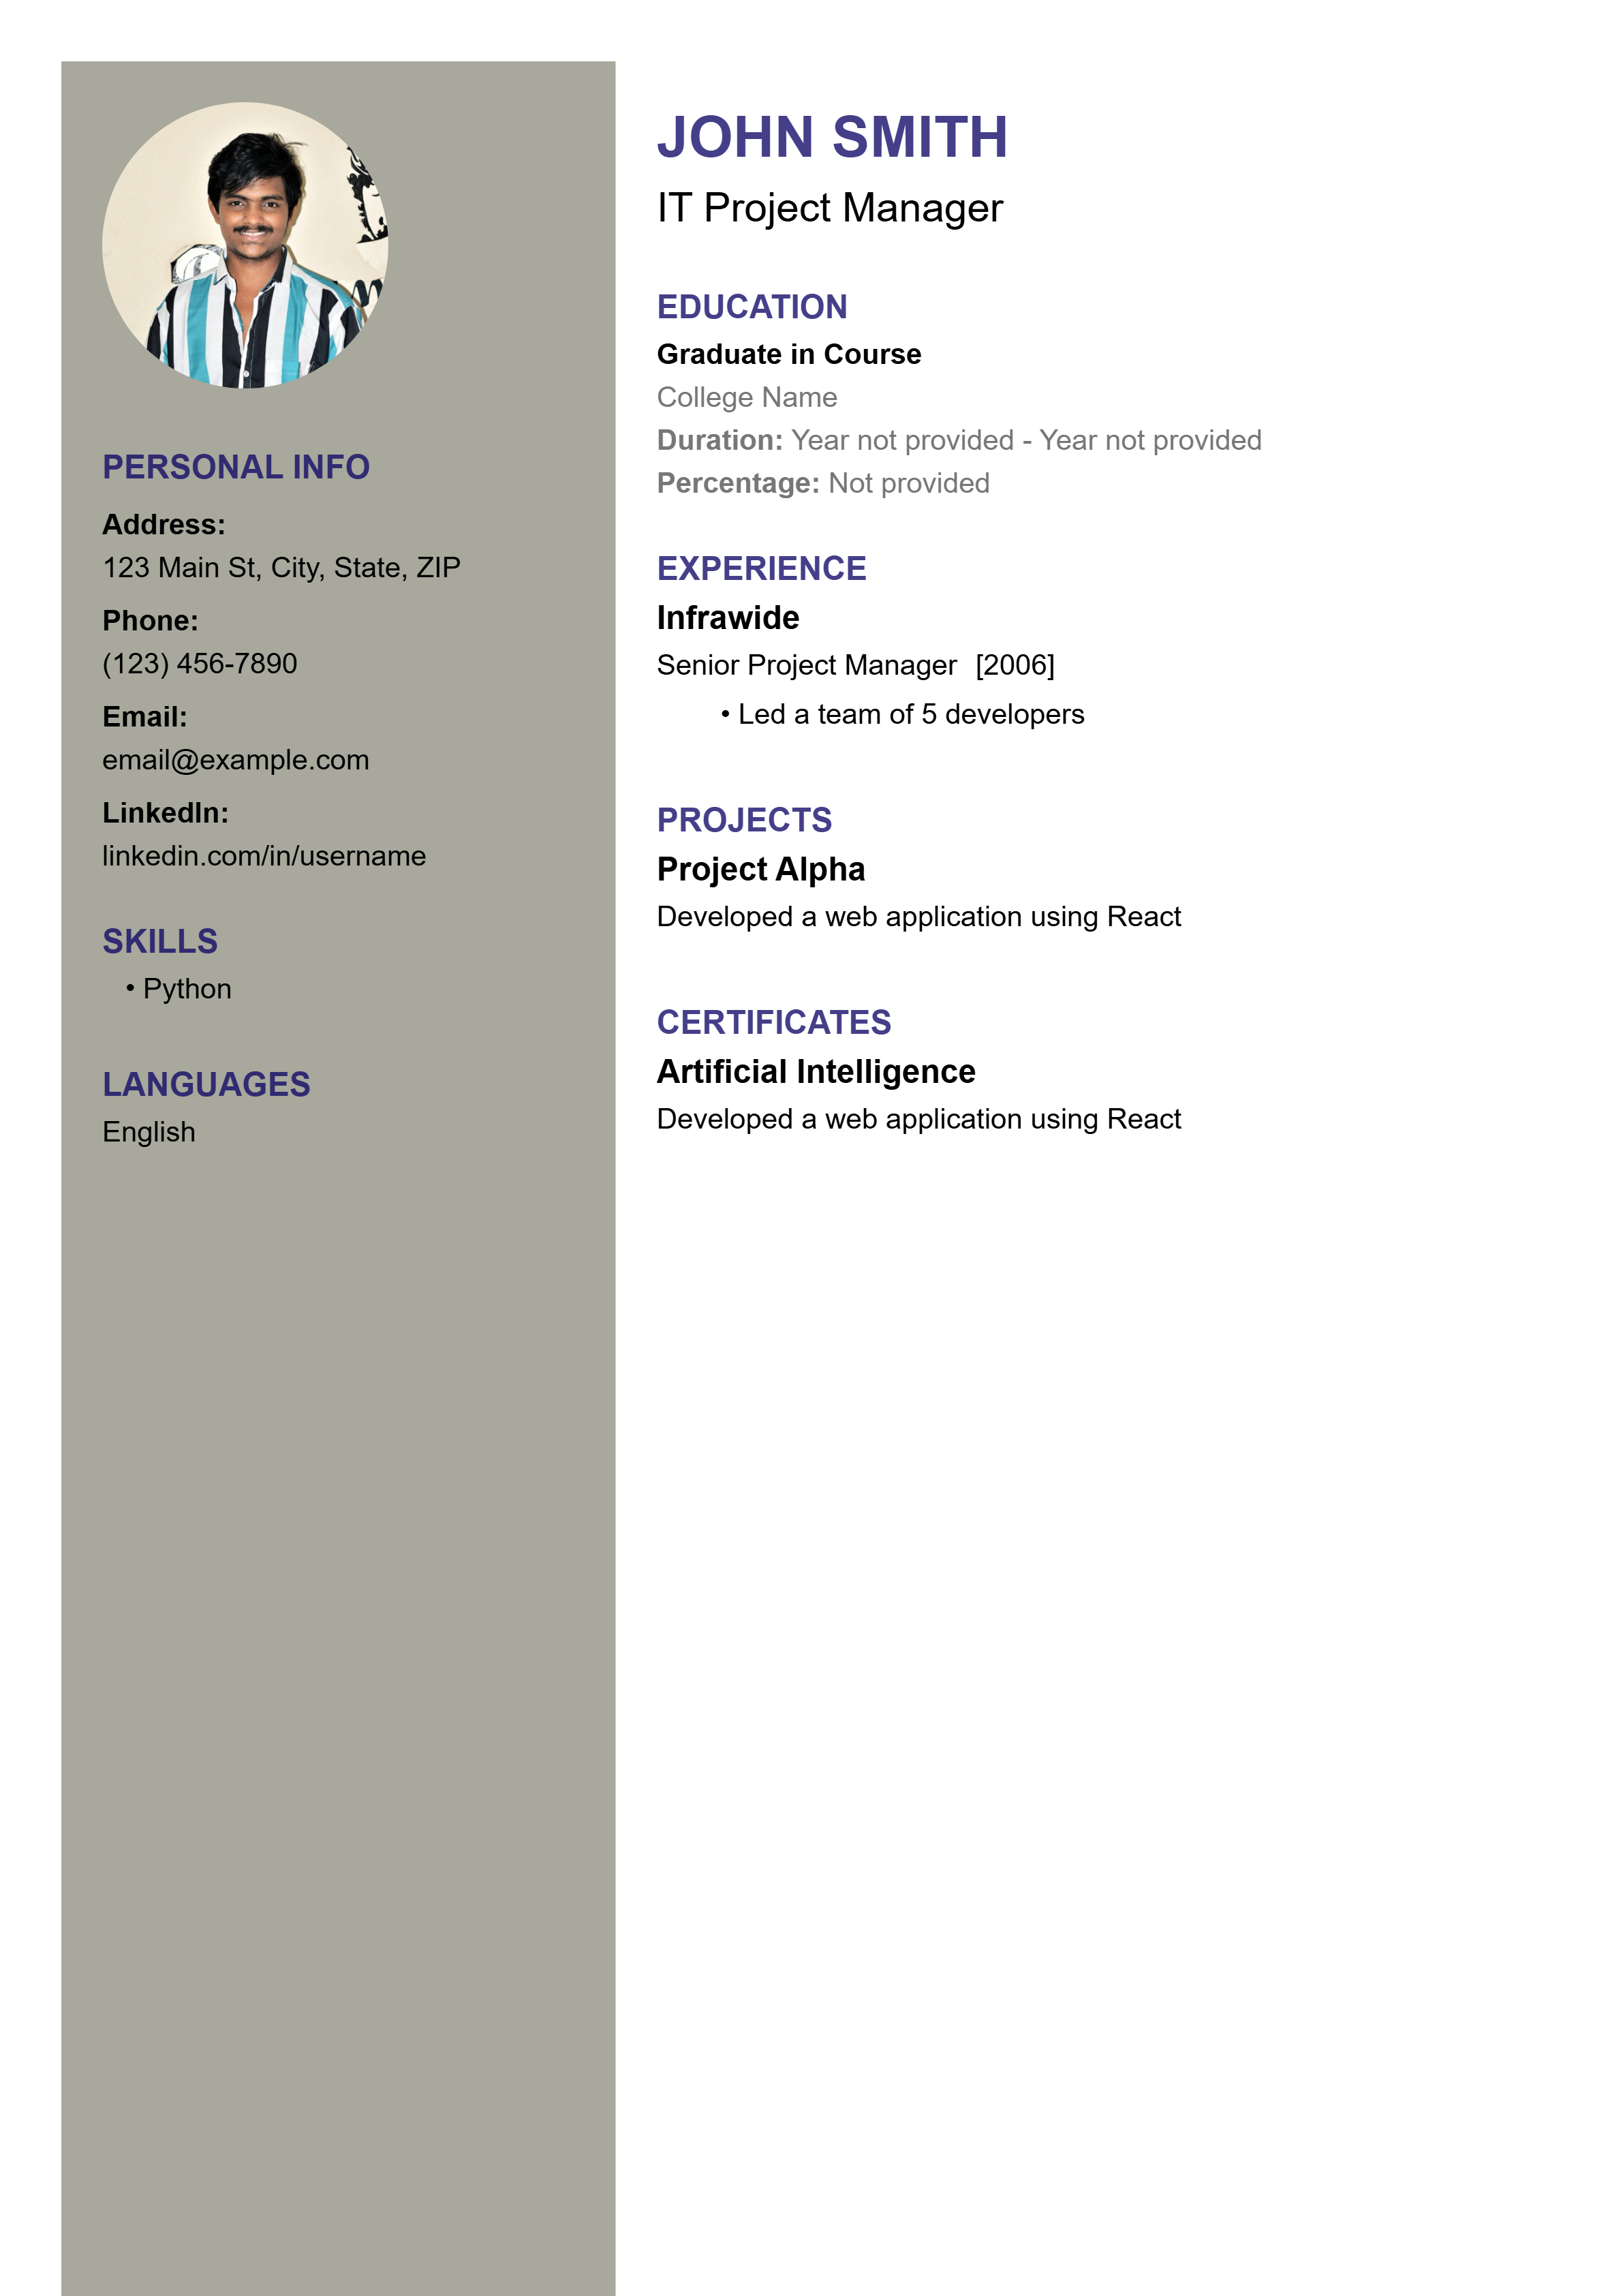 PERSONAL INFO
Address:
123 Main St, City, State, ZIP
Phone:
(123) 456-7890
Email:
email@example.com
LinkedIn:
linkedin.com/in/username
SKILLS
• Python
LANGUAGES
English
JOHN SMITH
IT Project Manager
EDUCATION
Graduate in Course
College Name
Duration: Year not provided - Year not provided
Percentage: Not provided
EXPERIENCE
Infrawide
Senior Project Manager [2006]
• Led a team of 5 developers
PROJECTS
Project Alpha
Developed a web application using React
CERTIFICATES
Artificial Intelligence
Developed a web application using React